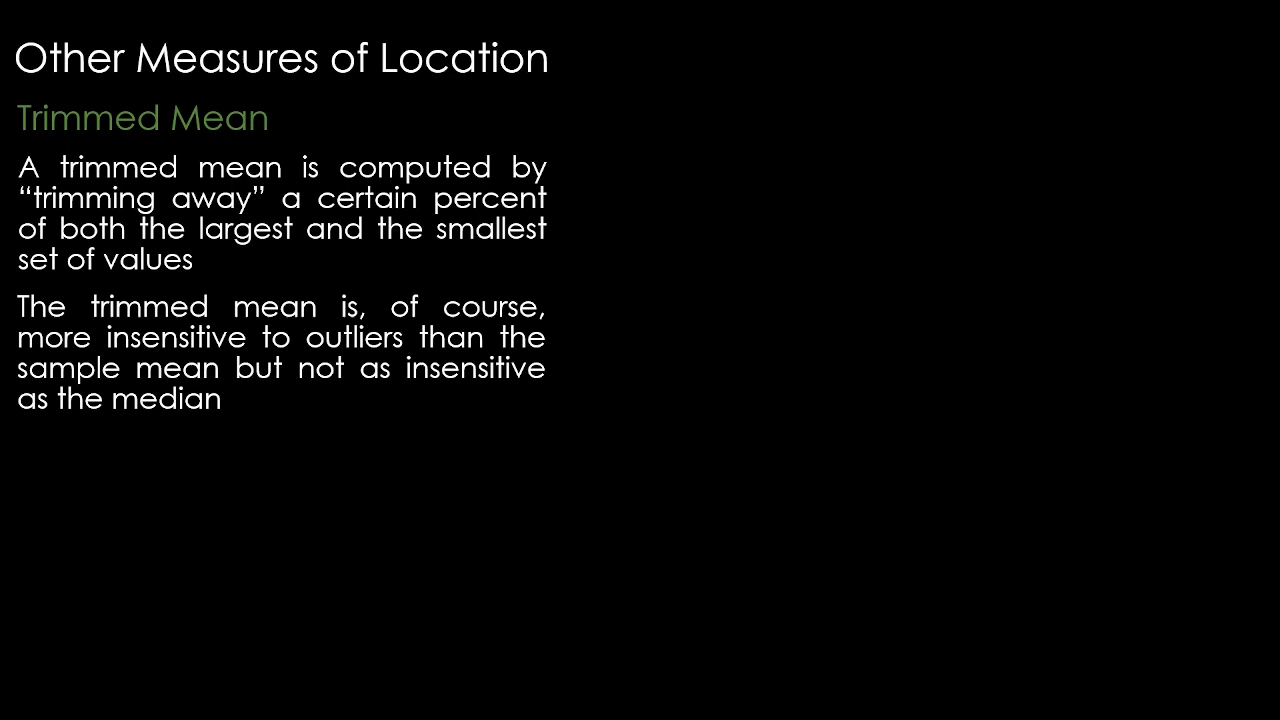 Other Measures of Location
Trimmed Mean
A trimmed mean is computed by
“trimming away” a certain percent
of both the largest and the smallest
set of values
The trimmed mean is, of course,
more insensitive to outliers than the
sample mean but not as insensitive
as the median